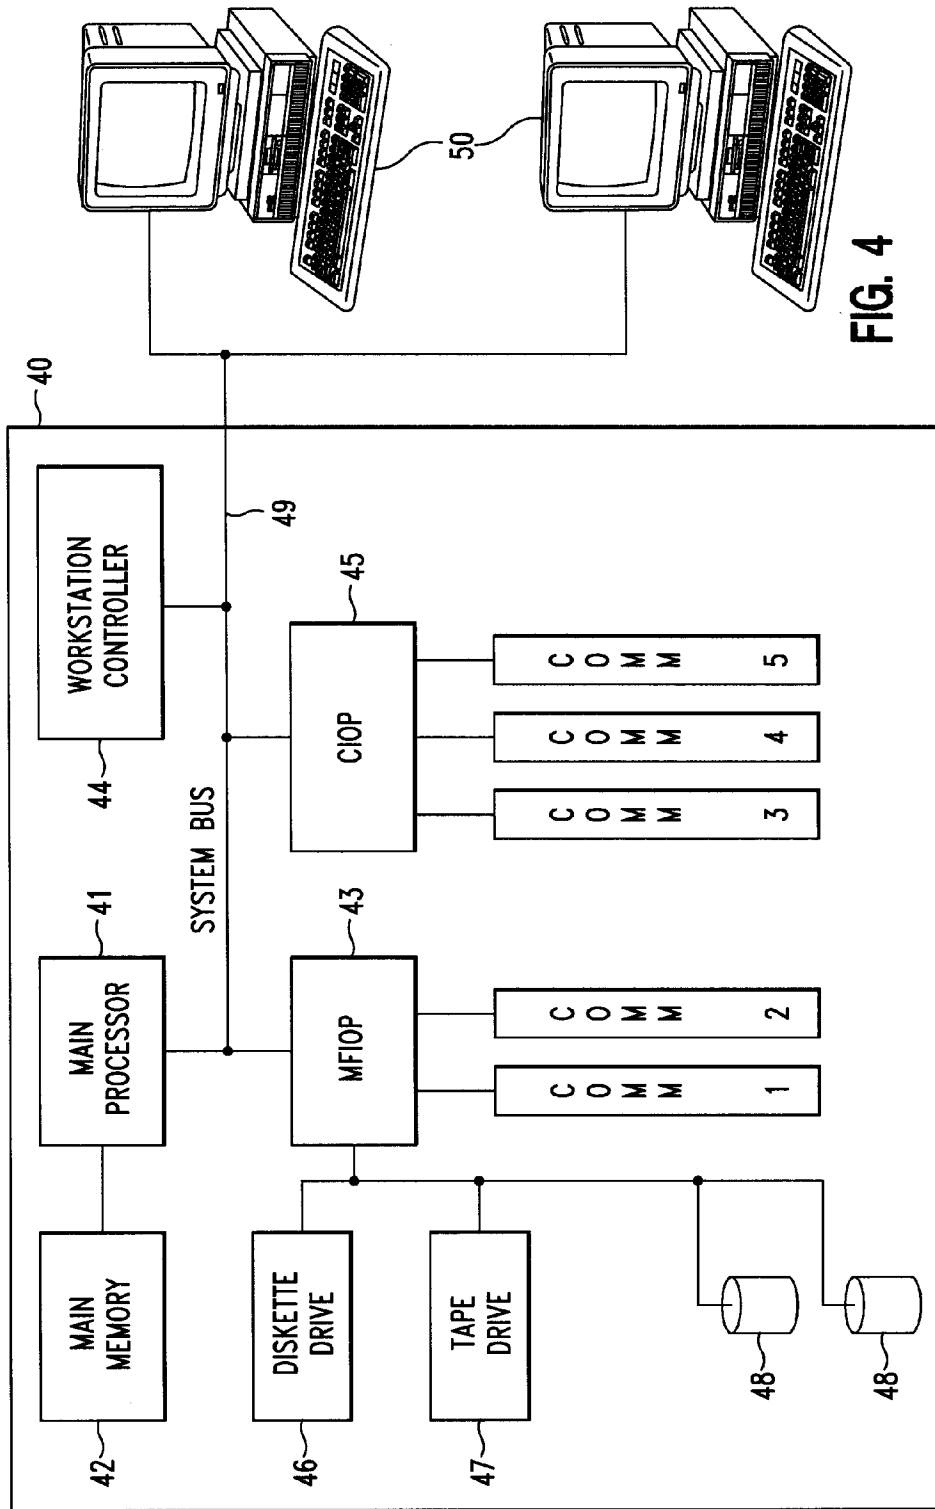 40
42
MAIN
MEMORY
MAIN
PROCESSOR
41
44
WORKSTATION
CONTROLLER
SYSTEM BUS
49
46
DISKETTE
DRIVE
MFIOP
43
CIOP
45
47
TAPE
DRIVE
COMM
1
COMM
2
COMM
3
COMM
4
COMM
5
48
48
50
FIG. 4